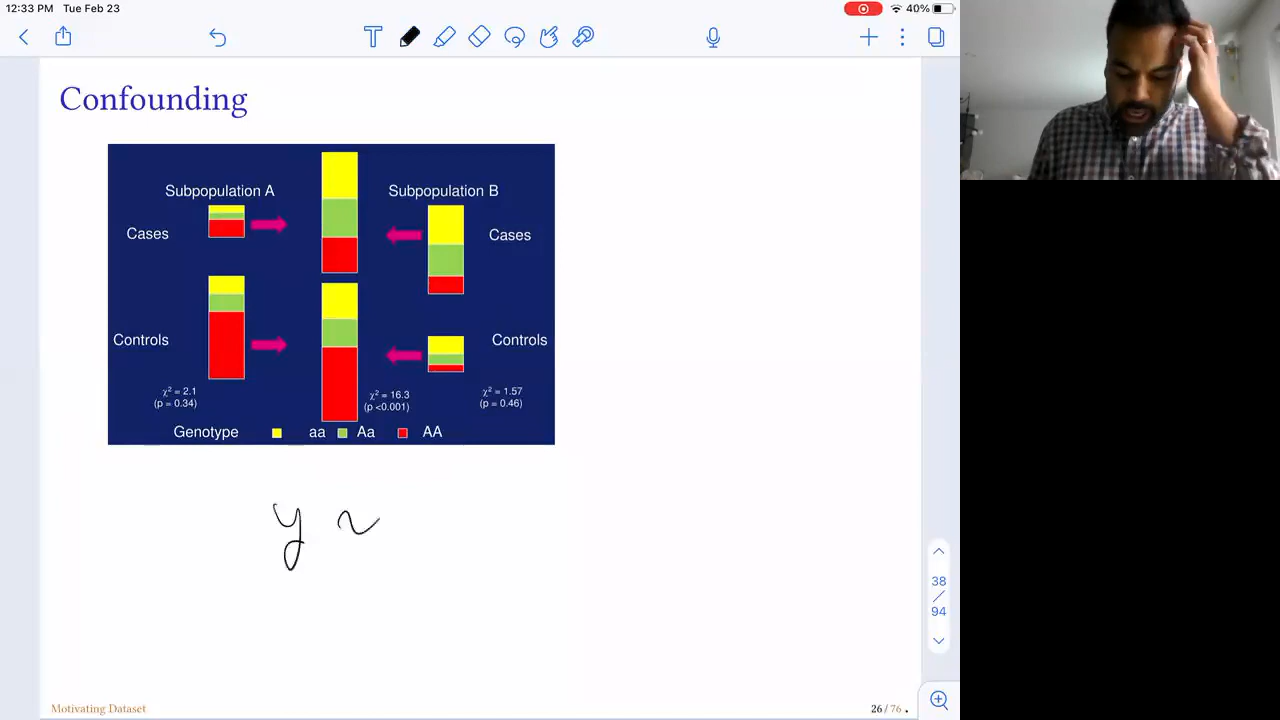 12:33 PM Tue Feb 23
40%
Confounding
Subpopulation A
Subpopulation B
Cases
Cases
Controls
Controls
χ² = 2.1
(p = 0.34)
χ² = 16.3
(p <0.001)
χ² = 1.57
(p = 0.46)
Genotype aa Aa AA
y ~
38
/
94
Motivating Dataset
26 / 76 .